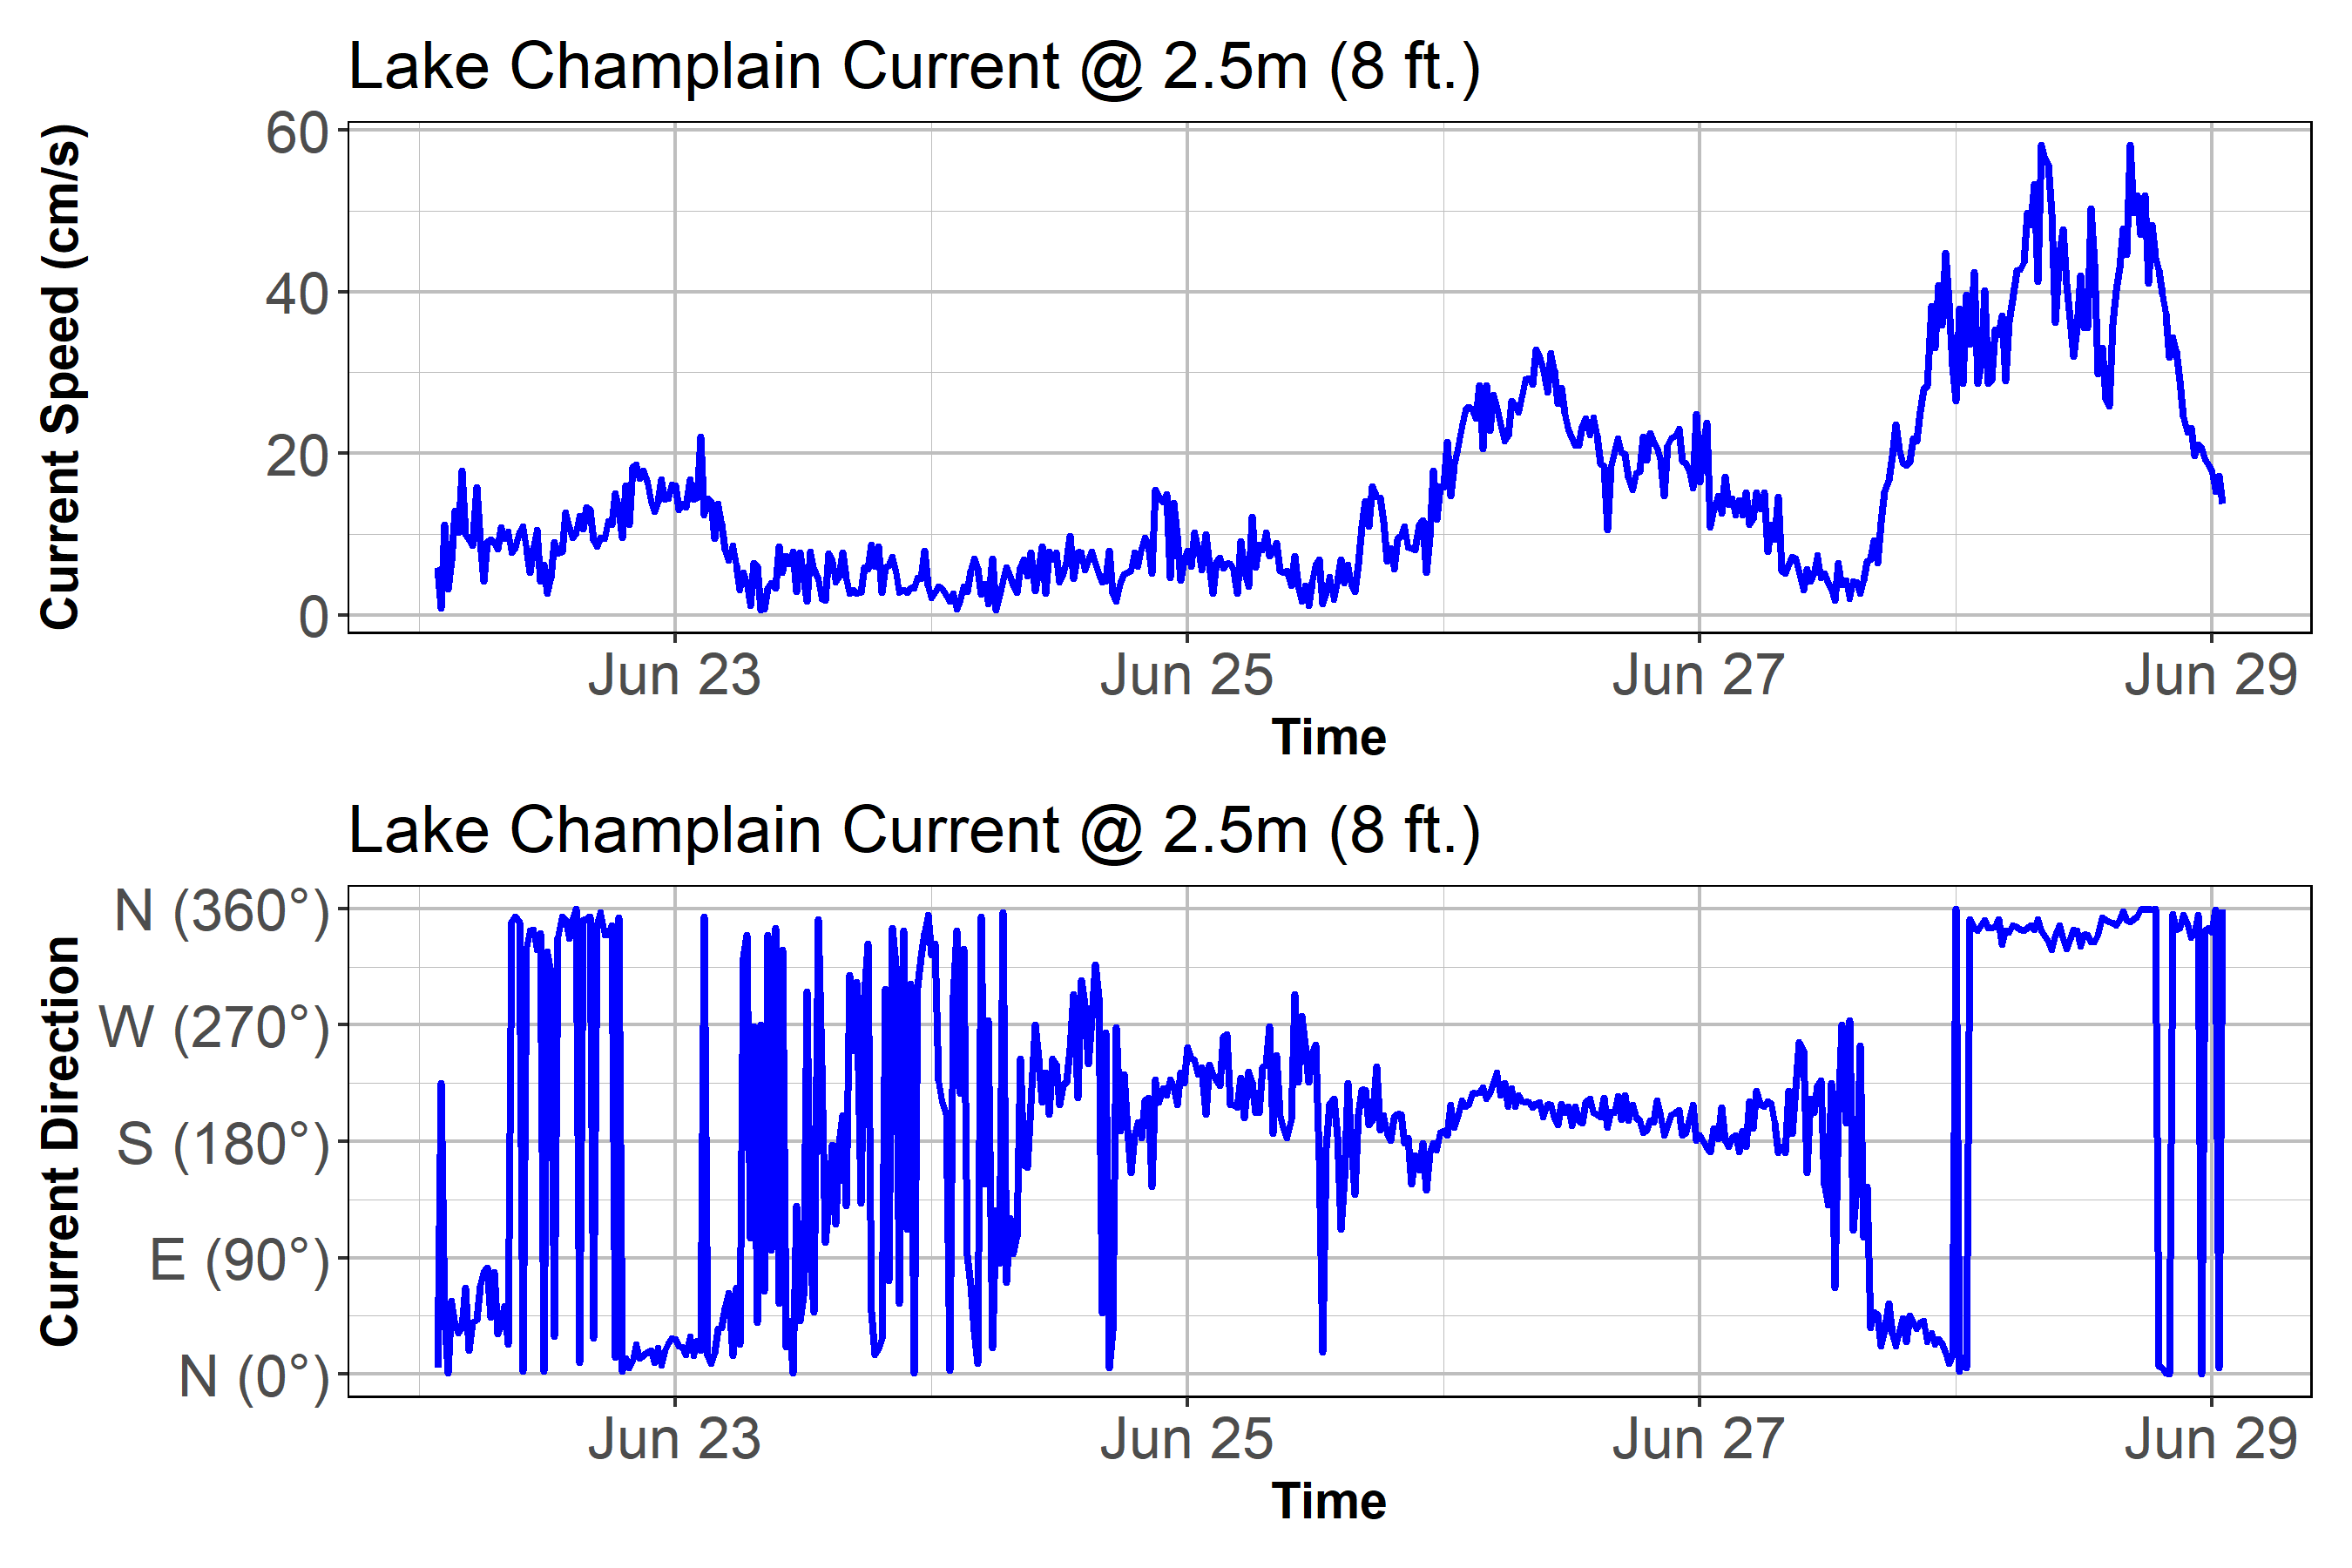 Lake Champlain Current @ 2.5m (8 ft.)
Current Speed (cm/s)
60
40
20
0
Jun 23 Jun 25 Jun 27 Jun 29
Time
Lake Champlain Current @ 2.5m (8 ft.)
Current Direction
N (360°)
W (270°)
S (180°)
E (90°)
N (0°)
Jun 23 Jun 25 Jun 27 Jun 29
Time